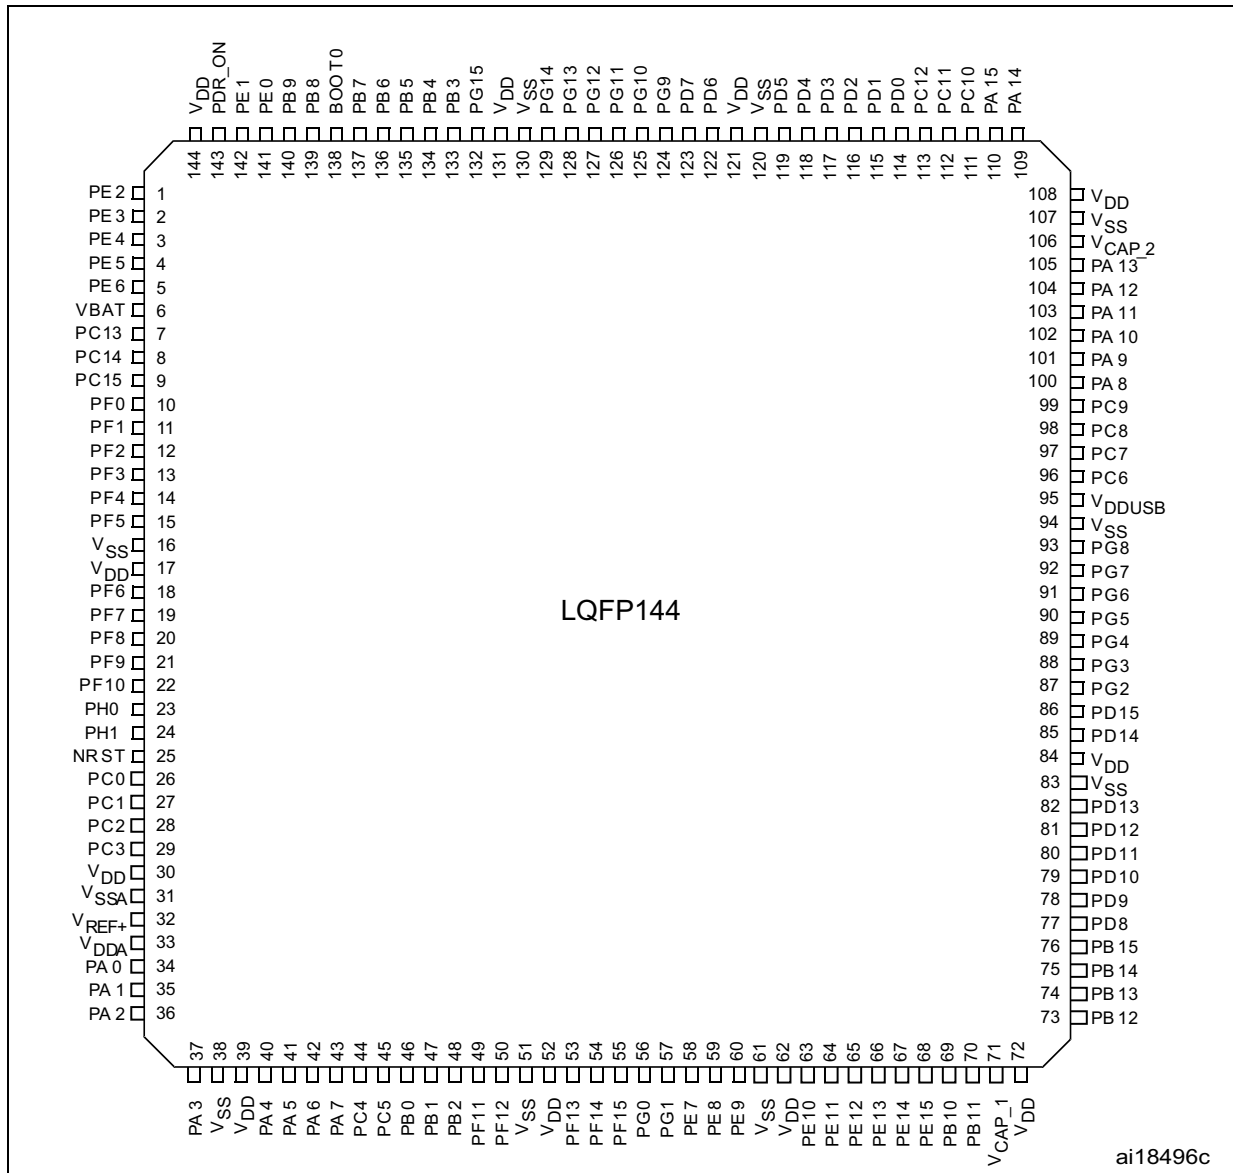 VDD PDR_ON PE1 PE0 PB9 PB8 BOOT0 PB7 PB6 PB5 PB4 PB3 PG15 VDD VSS PG14 PG13 PG12 PG11 PG10 PG9 PD7 PD6 VDD VSS PD5 PD4 PD3 PD2 PD1 PD0 PC12 PC11 PC10 PA15 PA14
144 143 142 141 140 139 138 137 136 135 134 133 132 131 130 129 128 127 126 125 124 123 122 121 120 119 118 117 116 115 114 113 112 111 110 109
PE2 1
PE3 2
PE4 3
PE5 4
PE6 5
VBAT 6
PC13 7
PC14 8
PC15 9
PF0 10
PF1 11
PF2 12
PF3 13
PF4 14
PF5 15
VSS 16
VDD 17
PF6 18
PF7 19
PF8 20
PF9 21
PF10 22
PH0 23
PH1 24
NRST 25
PC0 26
PC1 27
PC2 28
PC3 29
VDD 30
VSSA 31
VREF+ 32
VDDA 33
PA0 34
PA1 35
PA2 36
LQFP144
108 VDD
107 VSS
106 VCAP_2
105 PA13
104 PA12
103 PA11
102 PA10
101 PA9
100 PA8
99 PC9
98 PC8
97 PC7
96 PC6
95 VDDUSB
94 VSS
93 PG8
92 PG7
91 PG6
90 PG5
89 PG4
88 PG3
87 PG2
86 PD15
85 PD14
84 VDD
83 VSS
82 PD13
81 PD12
80 PD11
79 PD10
78 PD9
77 PD8
76 PB15
75 PB14
74 PB13
73 PB12
37 38 39 40 41 42 43 44 45 46 47 48 49 50 51 52 53 54 55 56 57 58 59 60 61 62 63 64 65 66 67 68 69 70 71 72
PA3 VSS VDD PA4 PA5 PA6 PA7 PC4 PC5 PB0 PB1 PB2 PF11 PF12 VSS VDD PF13 PF14 PF15 PG0 PG1 PE7 PE8 PE9 VSS VDD PE10 PE11 PE12 PE13 PE14 PE15 PB10 PB11 VCAP_1 VDD
ai18496c